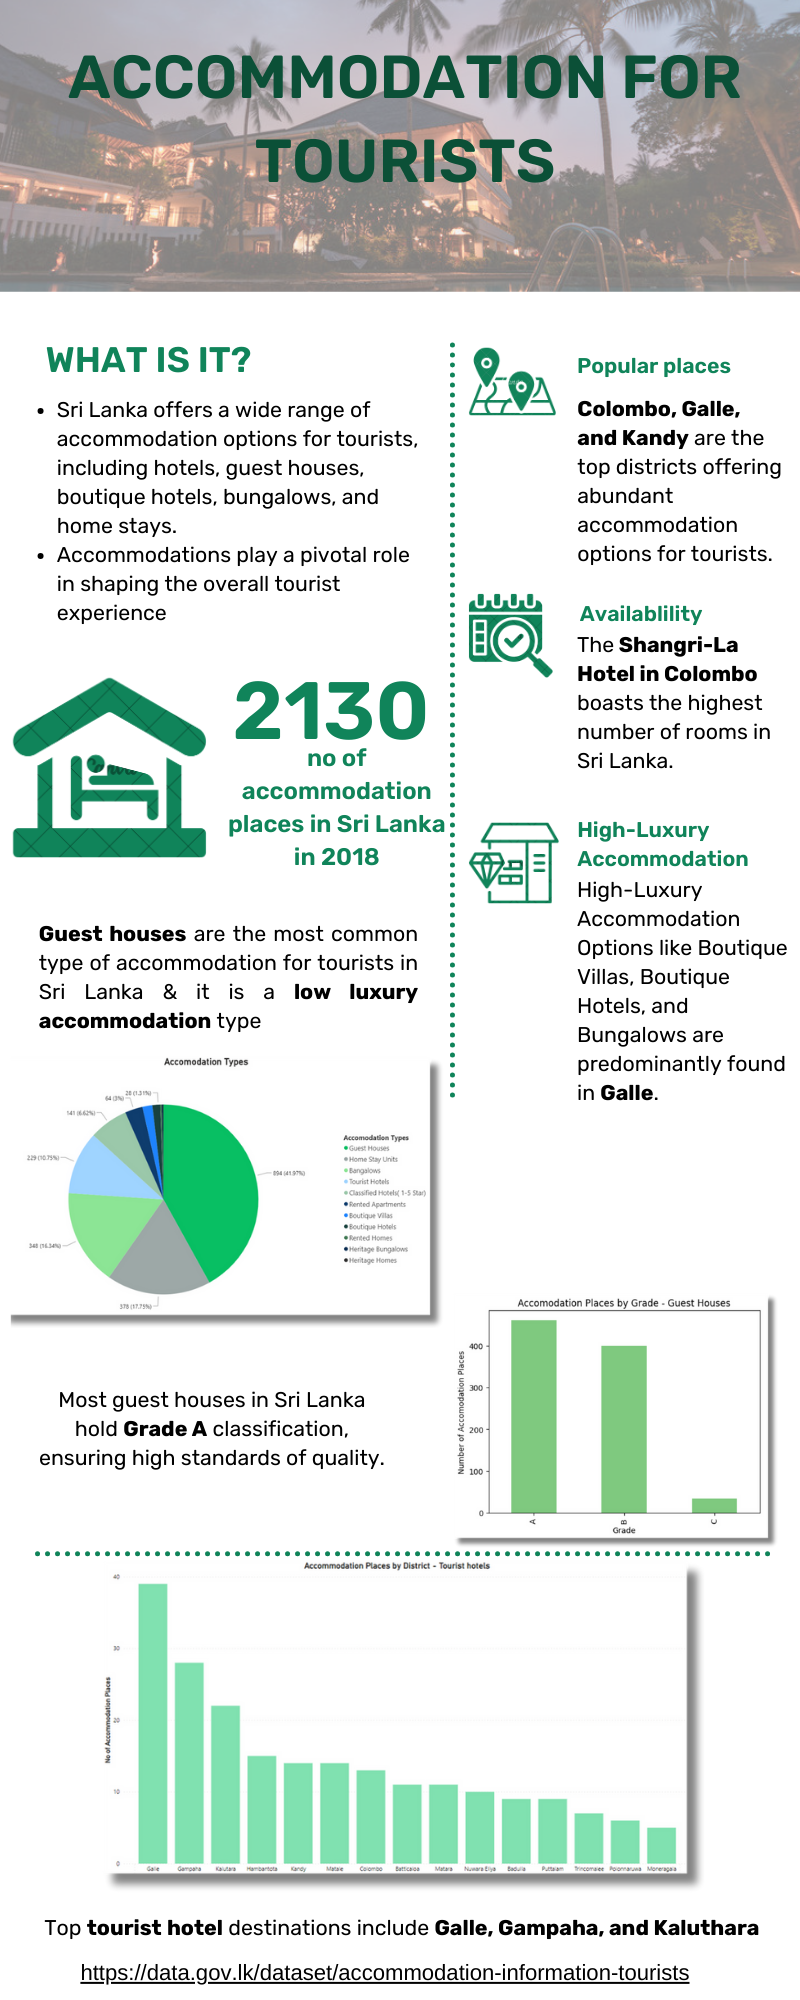 ACCOMMODATION FOR
TOURISTS
WHAT IS IT?
• Sri Lanka offers a wide range of
accommodation options for tourists,
including hotels, guest houses,
boutique hotels, bungalows, and
home stays.
• Accommodations play a pivotal role
in shaping the overall tourist
experience
2130
no of
accommodation
places in Sri Lanka
in 2018
Guest houses are the most common
type of accommodation for tourists in
Sri Lanka & it is a low luxury
accommodation type
Popular places
Colombo, Galle,
and Kandy are the
top districts offering
abundant
accommodation
options for tourists.
Availablility
The Shangri-La
Hotel in Colombo
boasts the highest
number of rooms in
Sri Lanka.
High-Luxury
Accommodation
High-Luxury
Accommodation
Options like Boutique
Villas, Boutique
Hotels, and
Bungalows are
predominantly found
in Galle.
Accomodation Types
28 (1.31%)
64 (3%)
141 (6.62%)
229 (10.75%)
348 (16.34%)
378 (17.75%)
894 (41.97%)
Accomodation Types
Guest Houses
Home Stay Units
Bangalows
Tourist Hotels
Classified Hotels( 1-5 Star)
Rented Apartments
Boutique Villas
Boutique Hotels
Rented Homes
Heritage Bungalows
Heritage Homes
Most guest houses in Sri Lanka
hold Grade A classification,
ensuring high standards of quality.
Accomodation Places by Grade - Guest Houses
Number of Accomodation Places
400
300
200
100
0
A
B
C
Grade
Accommodation Places by District - Tourist hotels
No of Accommodation Places
40
30
20
10
0
Galle
Gampaha
Kalutara
Hambantota
Kandy
Matale
Colombo
Batticaloa
Matara
Nuwara Eliya
Badulla
Puttalam
Trincomalee
Polonnaruwa
Moneragala
Top tourist hotel destinations include Galle, Gampaha, and Kaluthara
https://data.gov.lk/dataset/accommodation-information-tourists